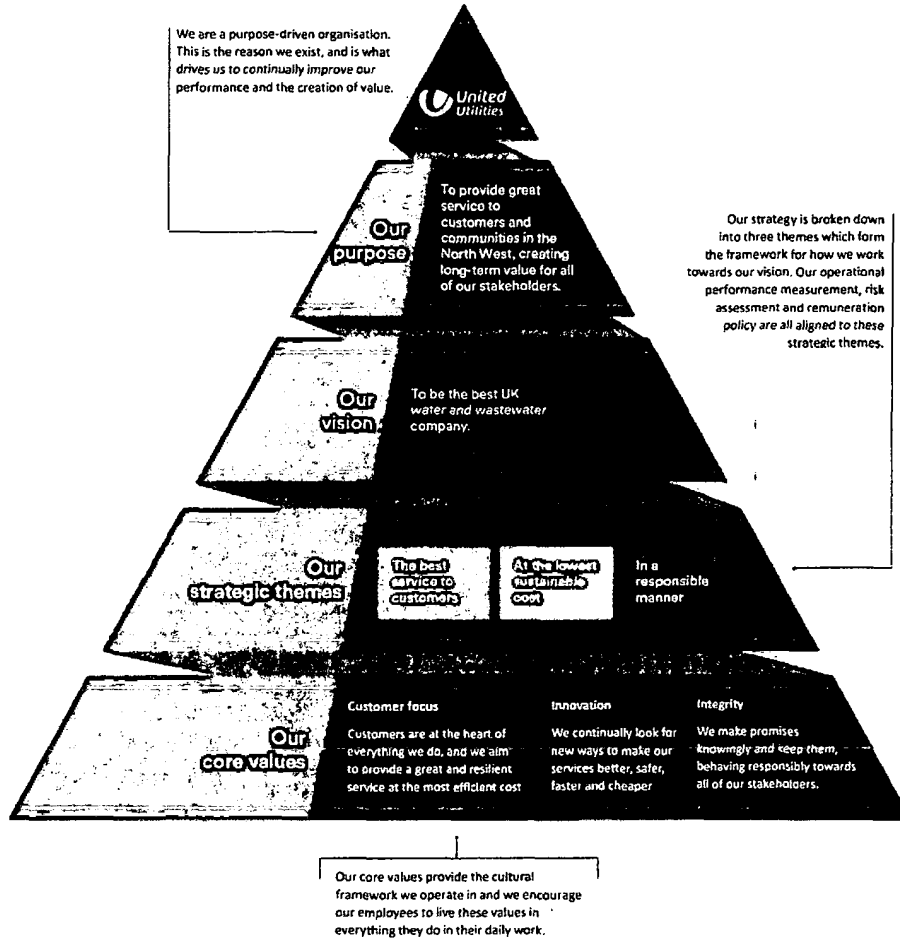 We are a purpose-driven organisation.
This is the reason we exist, and is what
drives us to continually improve our
performance and the creation of value.
United
Utilities
Our
purpose
To provide great
service to
customers and
communities in the
North West, creating
long-term value for all
of our stakeholders.
Our strategy is broken down
into three themes which form
the framework for how we work
towards our vision. Our operational
performance measurement, risk
assessment and remuneration
policy are all aligned to these
strategic themes.
Our
vision
To be the best UK
water and wastewater
company.
Our
strategic themes
The best
service to
customers
At the lowest
sustainable
cost
In a
responsible
manner
Our
core values
Customer focus
Customers are at the heart of
everything we do, and we aim
to provide a great and resilient
service at the most efficient cost
Innovation
We continually look for
new ways to make our
services better, safer,
faster and cheaper
Integrity
We make promises
knowingly and keep them,
behaving responsibly towards
all of our stakeholders.
Our core values provide the cultural
framework we operate in and we encourage
our employees to live these values in
everything they do in their daily work.